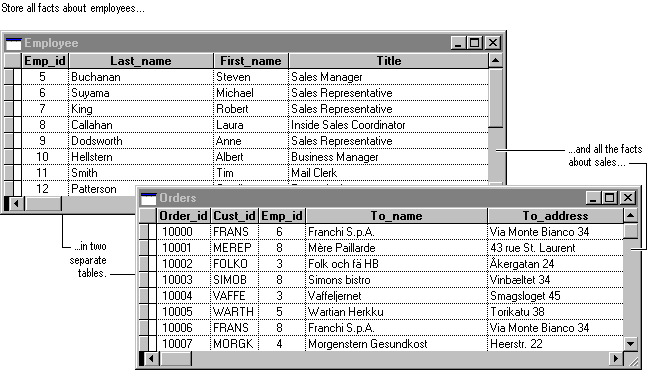 Store all facts about employees...
Employee
Emp_id Last_name First_name Title
5 Buchanan Steven Sales Manager
6 Suyama Michael Sales Representative
7 King Robert Sales Representative
8 Callahan Laura Inside Sales Coordinator
9 Dodsworth Anne Sales Representative
10 Hellstern Albert Business Manager
11 Smith Tim Mail Clerk
12 Patterson
...and all the facts
about sales...
Orders
Order_id Cust_id Emp_id To_name To_address
10000 FRANS 6 Franchi S.p.A. Via Monte Bianco 34
10001 MEREP 8 Mère Paillarde 43 rue St. Laurent
10002 FOLKO 3 Folk och fä HB Åkergatan 24
10003 SIMOB 8 Simons bistro Vinbæltet 34
10004 VAFFE 3 Vaffeljernet Smagsloget 45
10005 WARTH 5 Wartian Herkku Torikatu 38
10006 FRANS 8 Franchi S.p.A. Via Monte Bianco 34
10007 MORGK 4 Morgenstern Gesundkost Heerstr. 22
...in two
separate
tables.